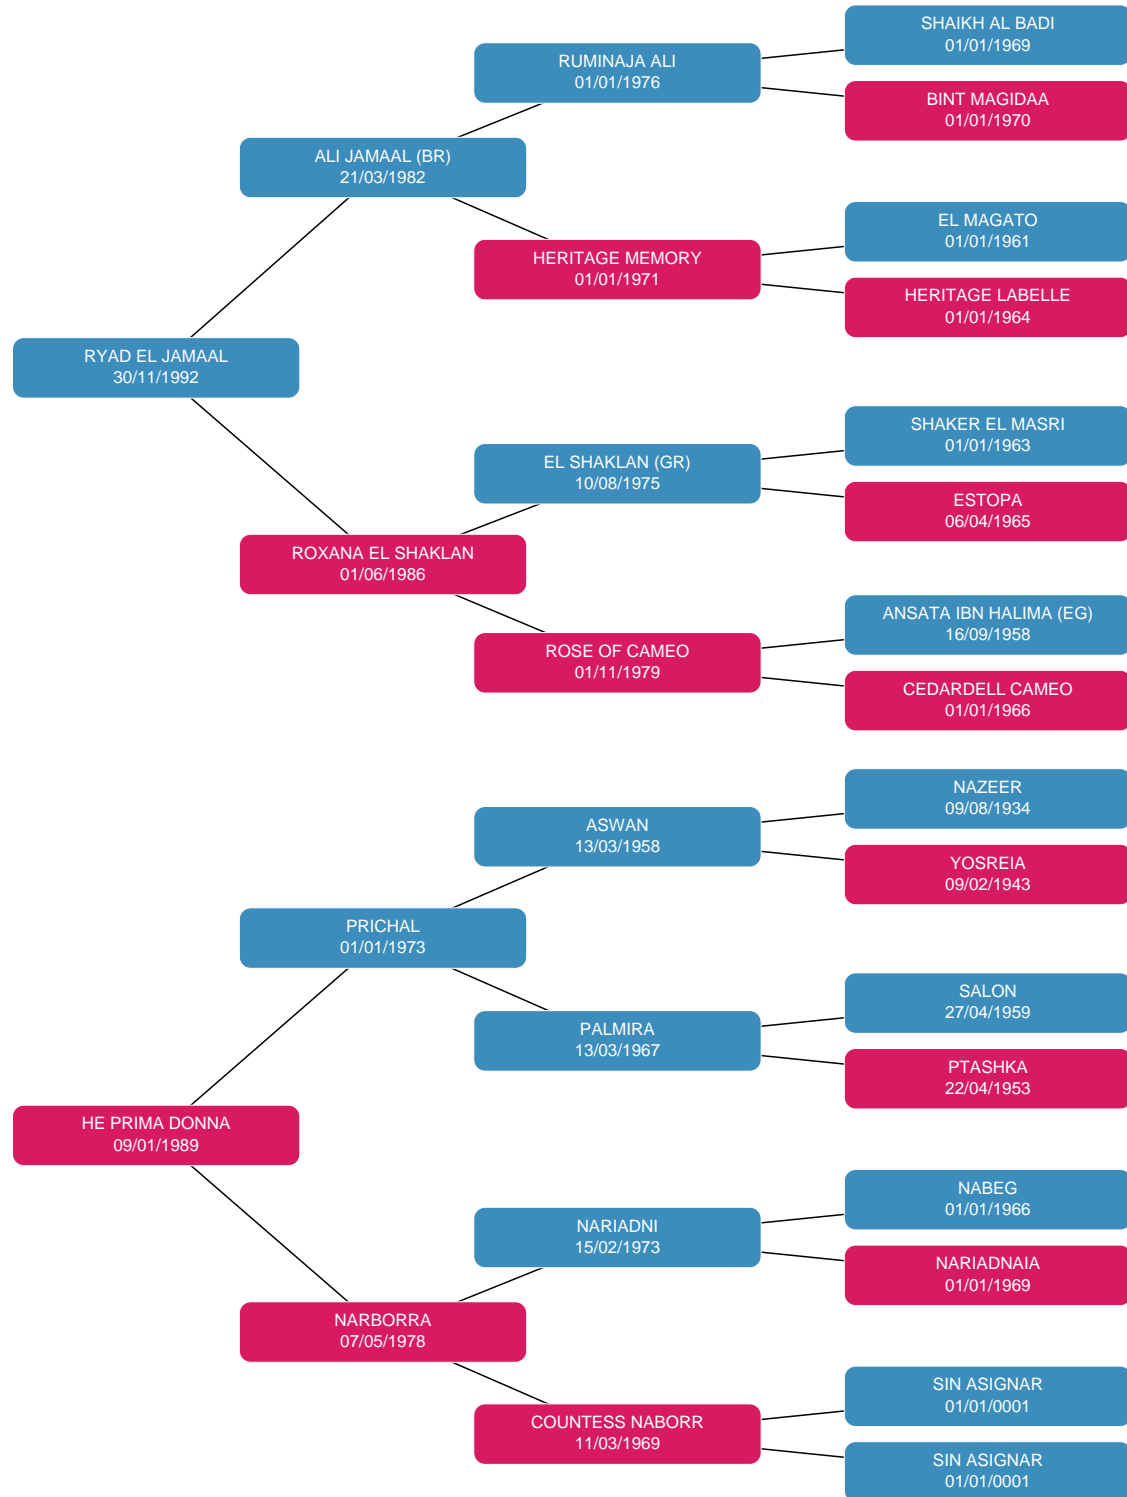 SHAIKH AL BADI
01/01/1969
RUMINAJA ALI
01/01/1976
BINT MAGIDAA
01/01/1970
ALI JAMAAL (BR)
21/03/1982
EL MAGATO
01/01/1961
HERITAGE MEMORY
01/01/1971
HERITAGE LABELLE
01/01/1964
RYAD EL JAMAAL
30/11/1992
SHAKER EL MASRI
01/01/1963
EL SHAKLAN (GR)
10/08/1975
ESTOPA
06/04/1965
ROXANA EL SHAKLAN
01/06/1986
ANSATA IBN HALIMA (EG)
16/09/1958
ROSE OF CAMEO
01/11/1979
CEDARDELL CAMEO
01/01/1966
NAZEER
09/08/1934
ASWAN
13/03/1958
YOSREIA
09/02/1943
PRICHAL
01/01/1973
SALON
27/04/1959
PALMIRA
13/03/1967
PTASHKA
22/04/1953
HE PRIMA DONNA
09/01/1989
NABEG
01/01/1966
NARIADNI
15/02/1973
NARIADNAIA
01/01/1969
NARBORRA
07/05/1978
SIN ASIGNAR
01/01/0001
COUNTESS NABORR
11/03/1969
SIN ASIGNAR
01/01/0001